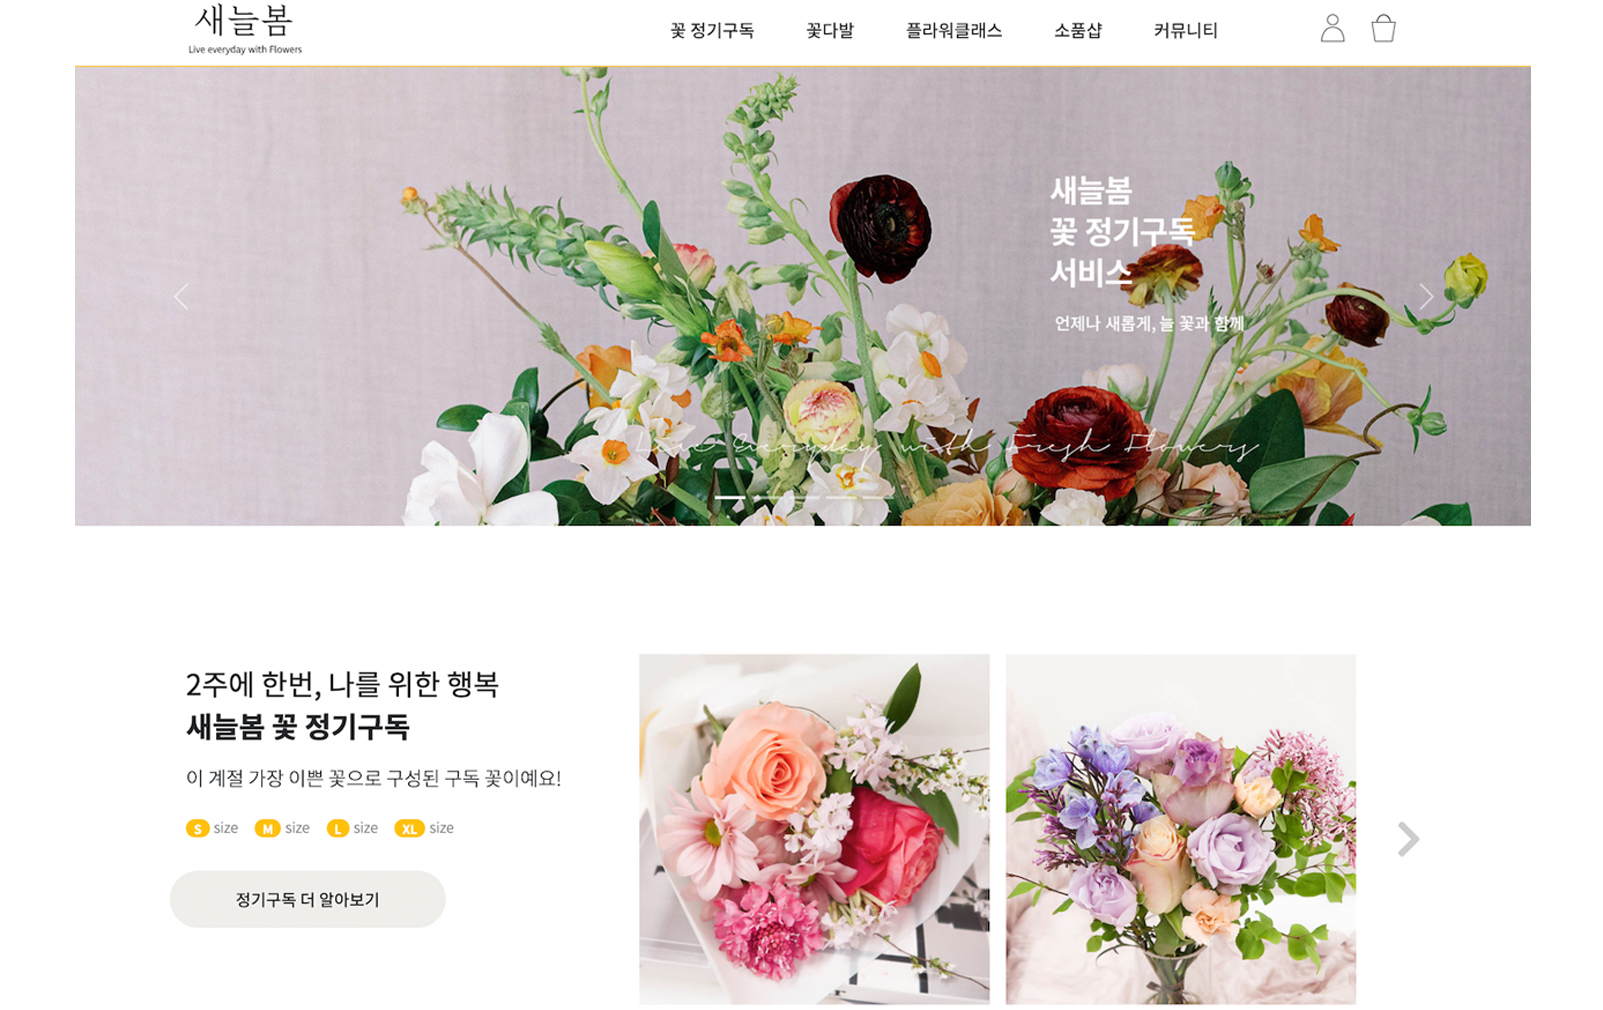 새늘봄
Live everyday with Flowers
꽃 정기구독 꽃다발 플라워클래스 소품샵 커뮤니티
새늘봄
꽃 정기구독
서비스
언제나 새롭게, 늘 꽃과 함께
Live Everyday with Fresh Flowers
2주에 한번, 나를 위한 행복
새늘봄 꽃 정기구독
이 계절 가장 이쁜 꽃으로 구성된 구독 꽃이예요!
S size M size L size XL size
정기구독 더 알아보기